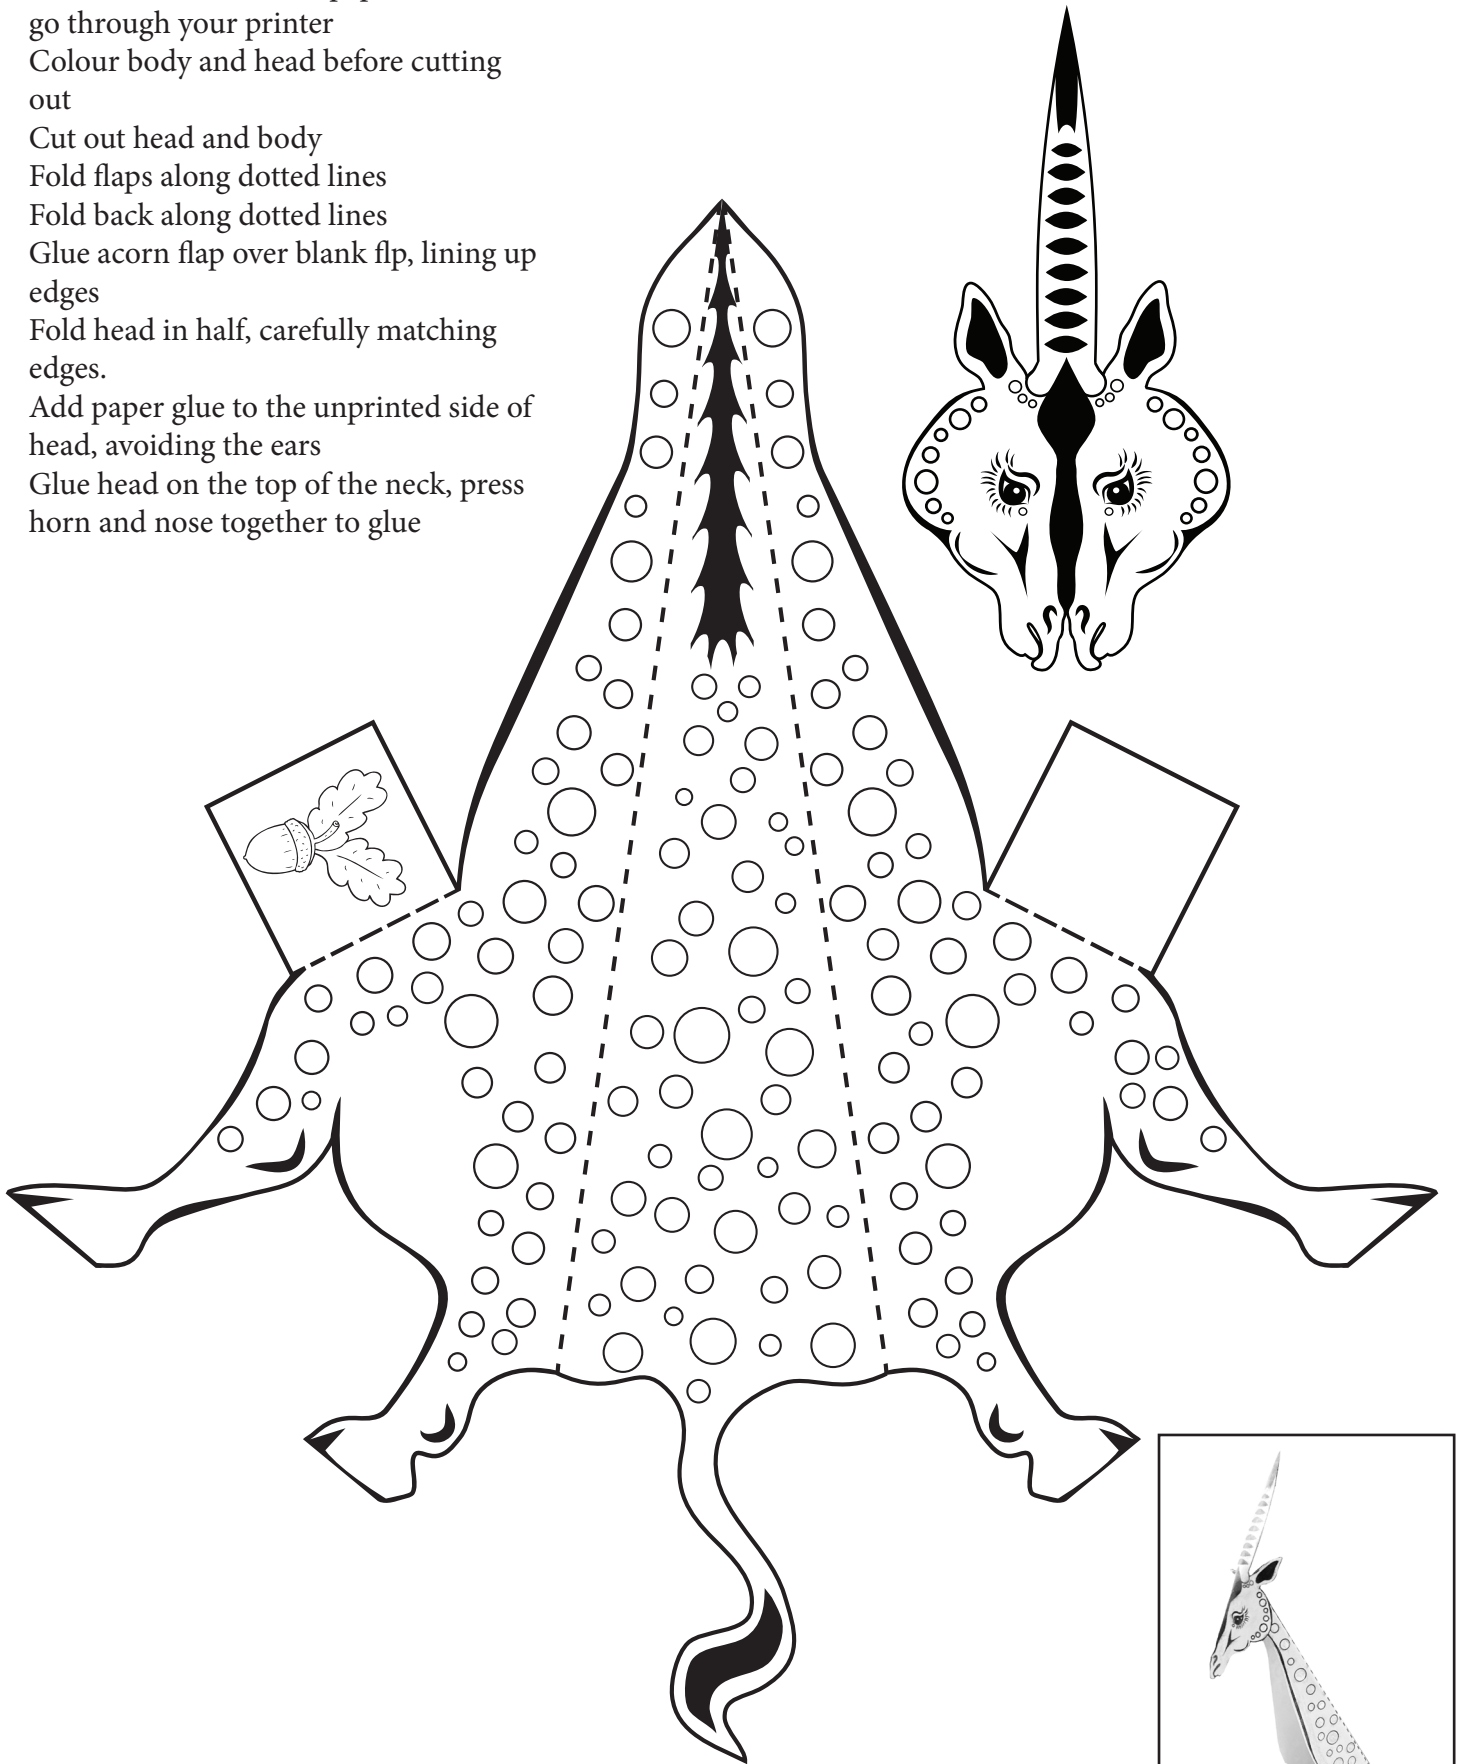 go through your printer
Colour body and head before cutting
out
Cut out head and body
Fold flaps along dotted lines
Fold back along dotted lines
Glue acorn flap over blank flp, lining up
edges
Fold head in half, carefully matching
edges.
Add paper glue to the unprinted side of
head, avoiding the ears
Glue head on the top of the neck, press
horn and nose together to glue